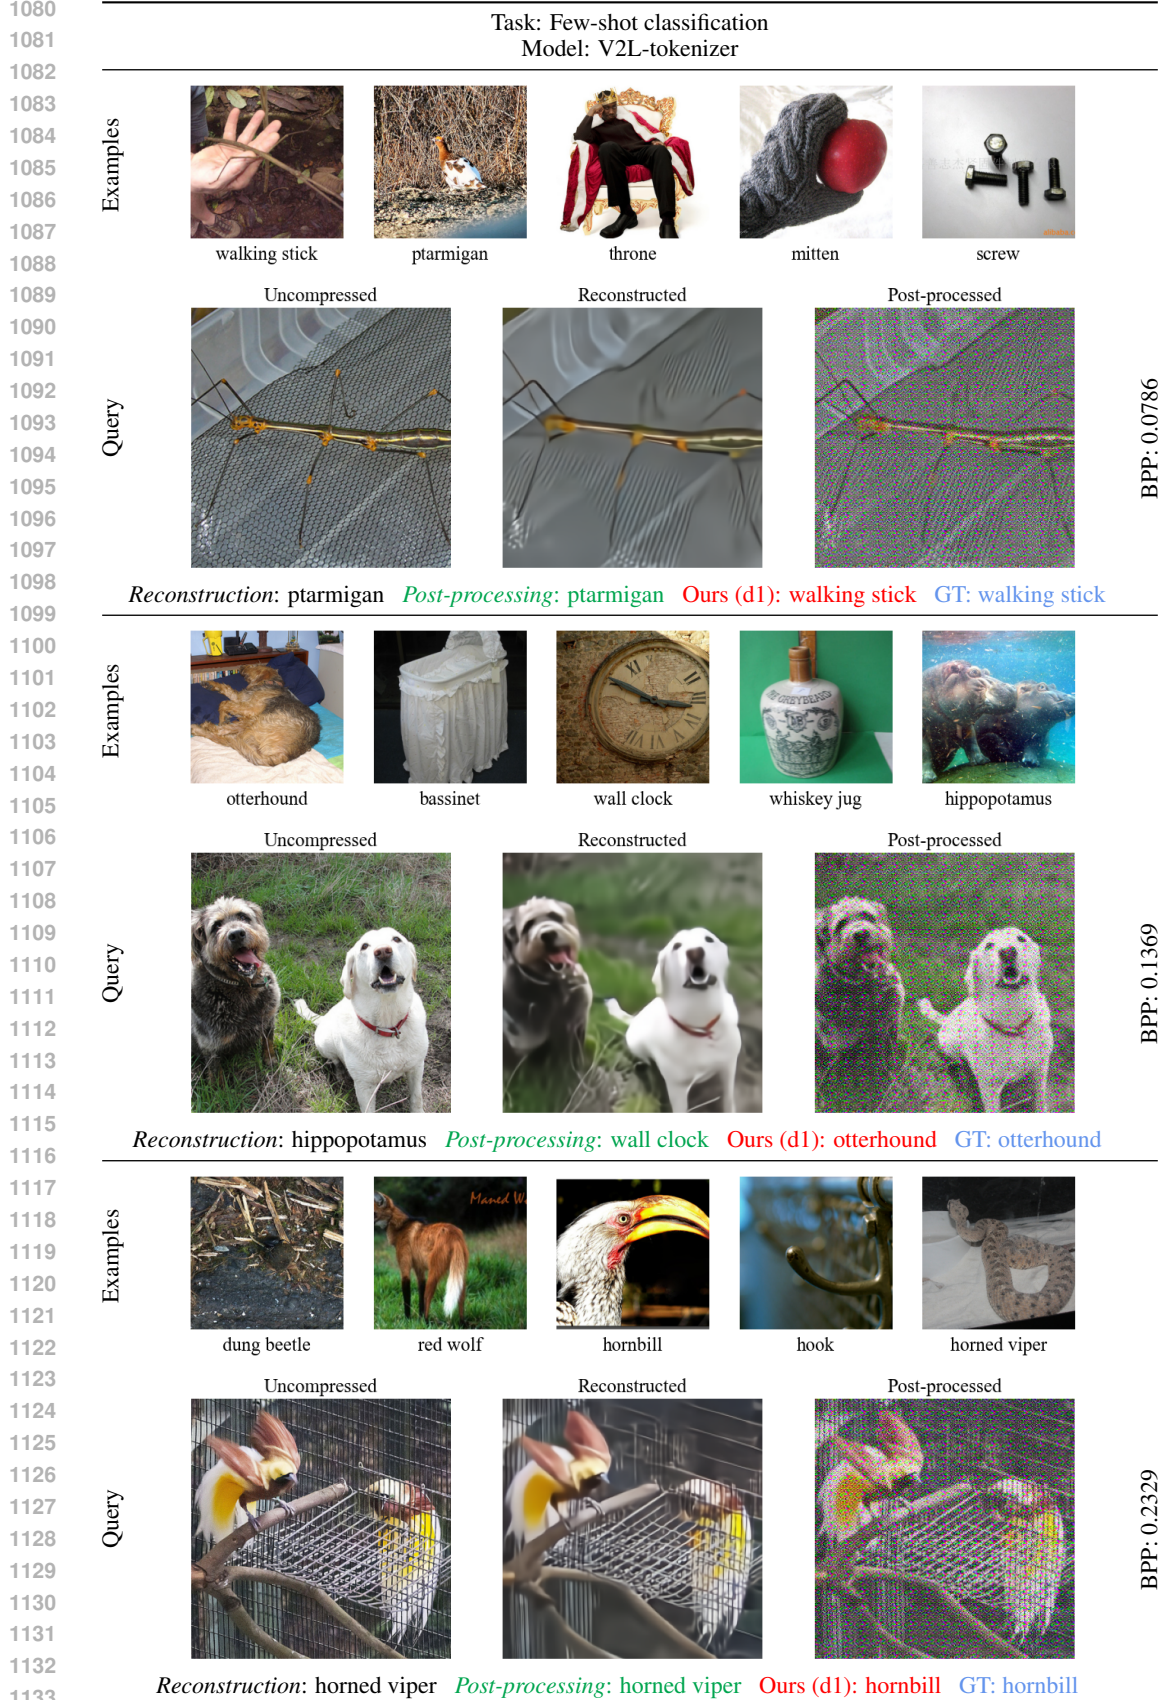 1080
1081
1082
1083
1084
1085
1086
1087
1088
1089
1090
1091
1092
1093
1094
1095
1096
1097
1098
1099
1100
1101
1102
1103
1104
1105
1106
1107
1108
1109
1110
1111
1112
1113
1114
1115
1116
1117
1118
1119
1120
1121
1122
1123
1124
1125
1126
1127
1128
1129
1130
1131
1132
1133
Task: Few-shot classification
Model: V2L-tokenizer
Examples
walking stick ptarmigan throne mitten screw
Uncompressed Reconstructed Post-processed
Query
BPP: 0.0786
Reconstruction: ptarmigan Post-processing: ptarmigan Ours (d1): walking stick GT: walking stick
Examples
otterhound bassinet wall clock whiskey jug hippopotamus
Uncompressed Reconstructed Post-processed
Query
BPP: 0.1369
Reconstruction: hippopotamus Post-processing: wall clock Ours (d1): otterhound GT: otterhound
Examples
Maned
dung beetle red wolf hornbill hook horned viper
Uncompressed Reconstructed Post-processed
Query
BPP: 0.2329
Reconstruction: horned viper Post-processing: horned viper Ours (d1): hornbill GT: hornbill